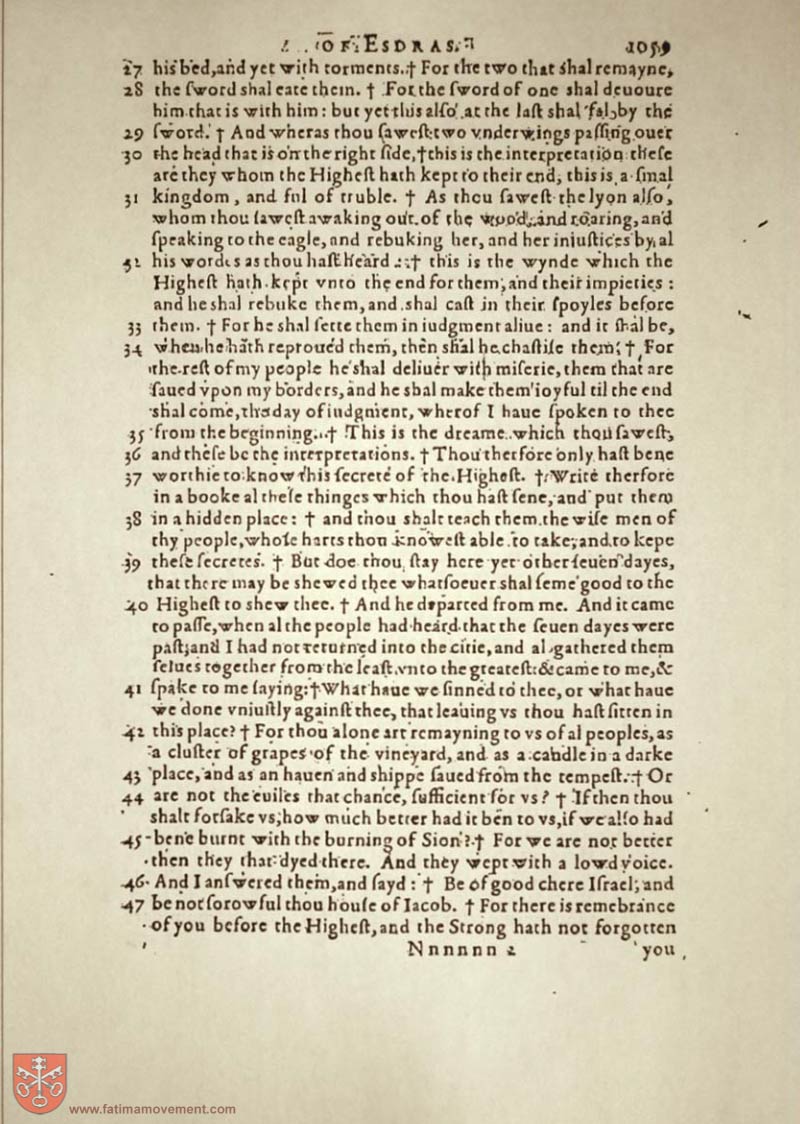 OF ESDRAS. 1059
27 his bed, and yet with torments. † For the two that shal remayne,
28 the sword shal eate them. † For the sword of one shal deuoure
him that is with him: but yet this also at the last shal fal by the
29 sword. † And wheras thou sawest two vnderwings passing ouer
30 the head that is on the right side, † this is the interpretation these
are they whom the Highest hath kept to their end, this is a smal
31 kingdom, and ful of truble. † As thou sawest the lyon also,
whom thou sawest awaking out of the wood, and roaring, and
speaking to the eagle, and rebuking her, and her iniustices by al
32 his wordes as thou hast heard .: † this is the wynde which the
Highest hath kept vnto the end for them, and their impieties:
and he shal rebuke them, and shal cast in their spoyles before
33 them. † For he shal sette them in iudgment aliue: and it shal be,
34 when he hath reproued them, then shal he chastise them. † For
the rest of my people he shal deliuer with miserie, them that are
saued vpon my borders, and he shal make them ioyful til the end
shal come, the day of iudgment, wherof I haue spoken to thee
35 from the beginning. † This is the dreame which thou sawest,
36 and these be the interpretations. † Thou therfore only hast bene
37 worthie to know this secrete of the Highest. † Write therfore
in a booke al these thinges which thou hast sene, and put them
38 in a hidden place: † and thou shalt teach them the wise men of
thy people, whose harts thou knowest able to take, and to kepe
39 these secretes. † But doe thou stay here yet other seuen dayes,
that there may be shewed thee whatsoeuer shal seme good to the
40 Highest to shew thee. † And he departed from me. And it came
to passe, when al the people had heard that the seuen dayes were
past, and I had not returned into the citie, and al gathered them
selues together from the least vnto the greatest: & came to me, &
41 spake to me saying: † What haue we sinned to thee, or what haue
we done vniustly against thee, that leauing vs thou hast sitten in
42 this place? † For thou alone art remayning to vs of al peoples, as
a cluster of grapes of the vineyard, and as a candle in a darke
43 place, and as an hauen and shippe saued from the tempest. † Or
44 are not the euiles that chance, sufficient for vs? † If then thou
shalt forsake vs, how much better had it ben to vs, if we also had
45 bene burnt with the burning of Sion? † For we are not better
then they that dyed there. And they wept with a lowd voice.
46 And I answered them, and sayd: † Be of good chere Israel, and
47 be not sorowful thou house of Iacob. † For there is remebrance
of you before the Highest, and the Strong hath not forgotten
Nnnnnn 2 you
www.fatimamovement.com